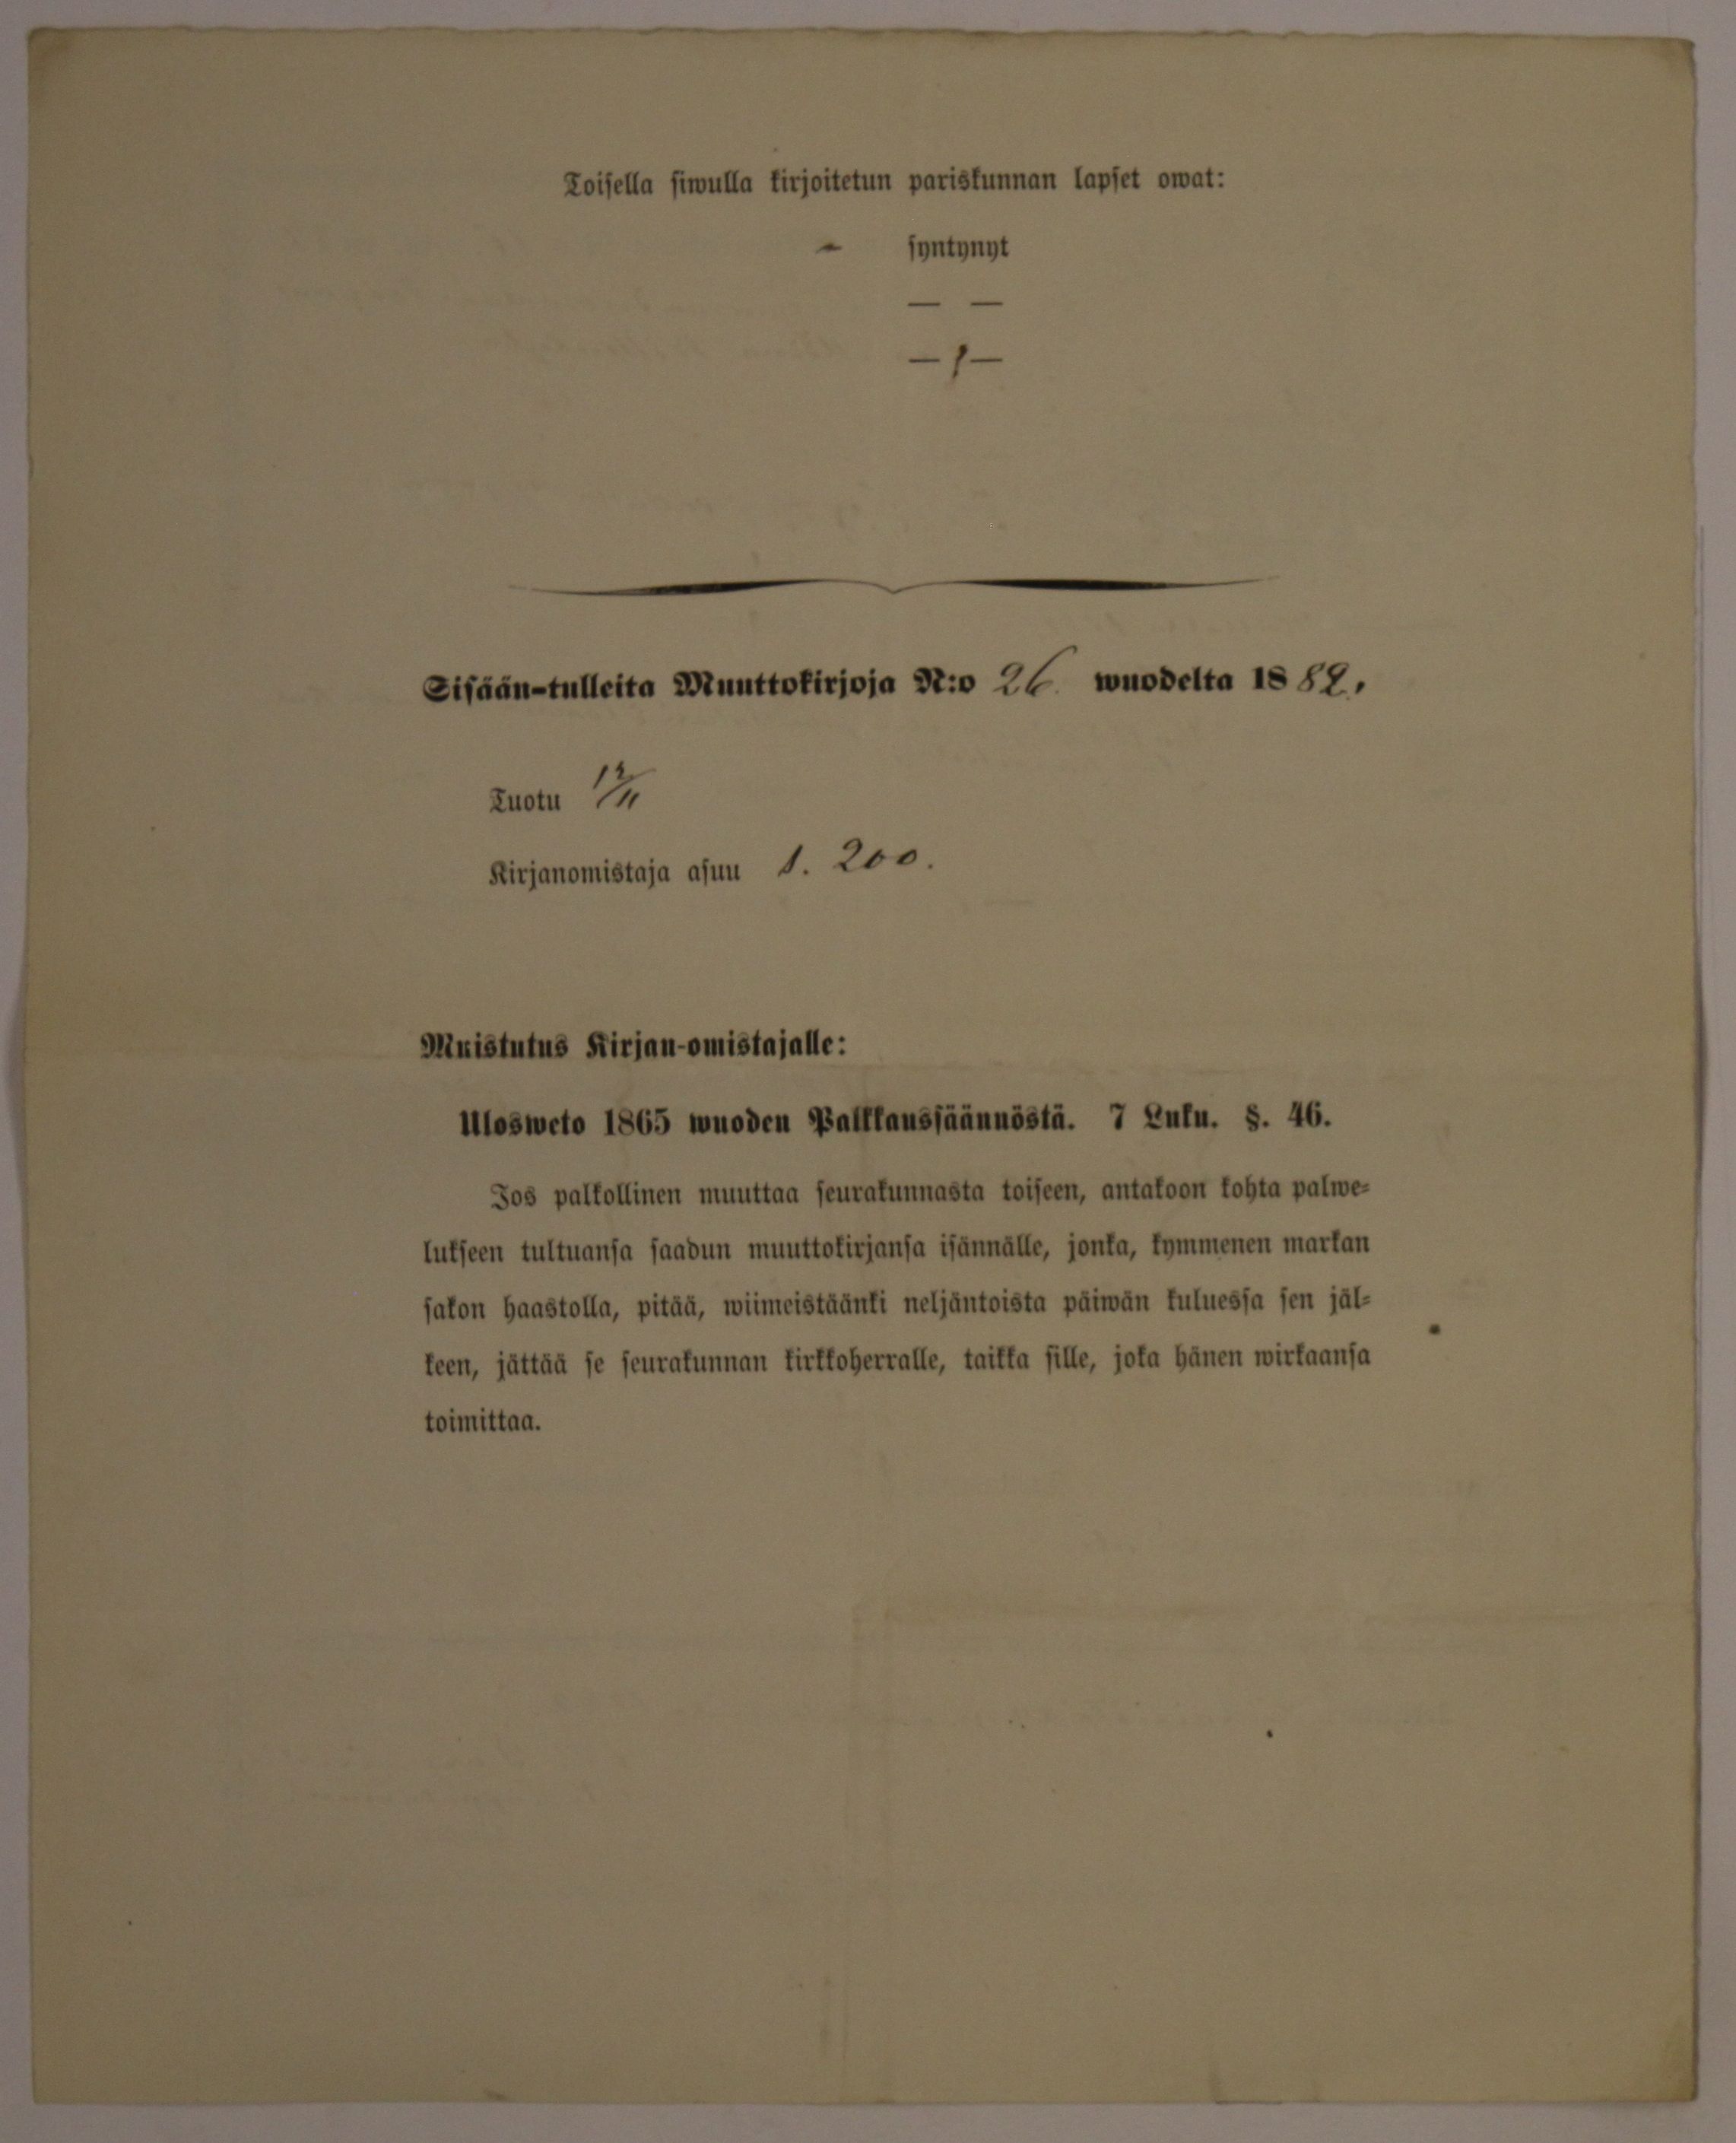 Toisella siwulla kirjoitetun pariskunnan lapset owat:
syntynyt
— —
— —
Sisään-tulleita Muuttokirjoja N:o 26. wuodelta 1882.
Tuotu 12/11
Kirjanomistaja asuu s. 200.
Muistutus Kirjan-omistajalle:
Ulosweto 1865 wuoden Palkkaussäännöstä. 7 Luku. §. 46.
Jos palkollinen muuttaa seurakunnasta toiseen, antakoon kohta palwe-
lukseen tultuansa saadun muuttokirjansa isännälle, jonka, kymmenen markan
sakon haastolla, pitää, wiimeistäänki neljäntoista päiwän kuluessa sen jäl-
keen, jättää se seurakunnan kirkkoherralle, taikka sille, joka hänen wirkaansa
toimittaa.